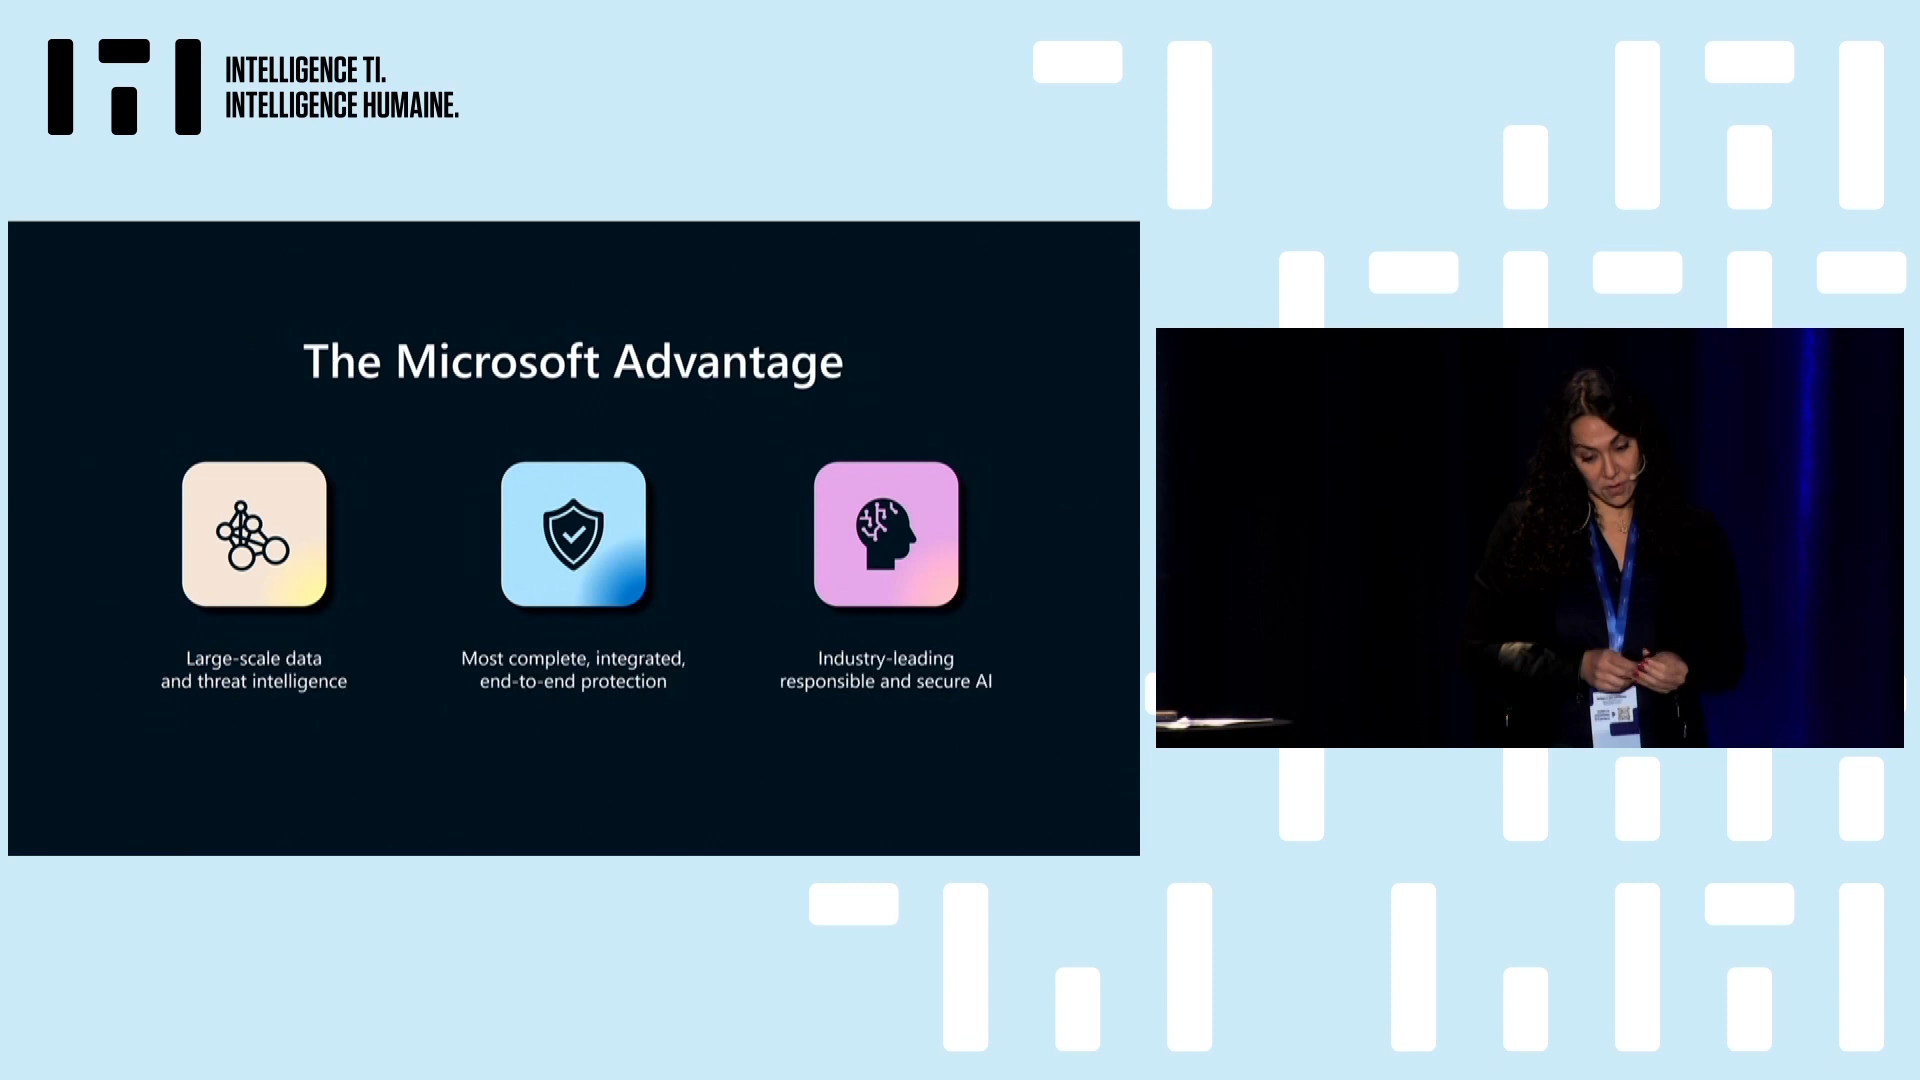 INTELLIGENCE TI.
INTELLIGENCE HUMAINE.
The Microsoft Advantage
Large-scale data
and threat intelligence
Most complete, integrated,
end-to-end protection
Industry-leading
responsible and secure AI